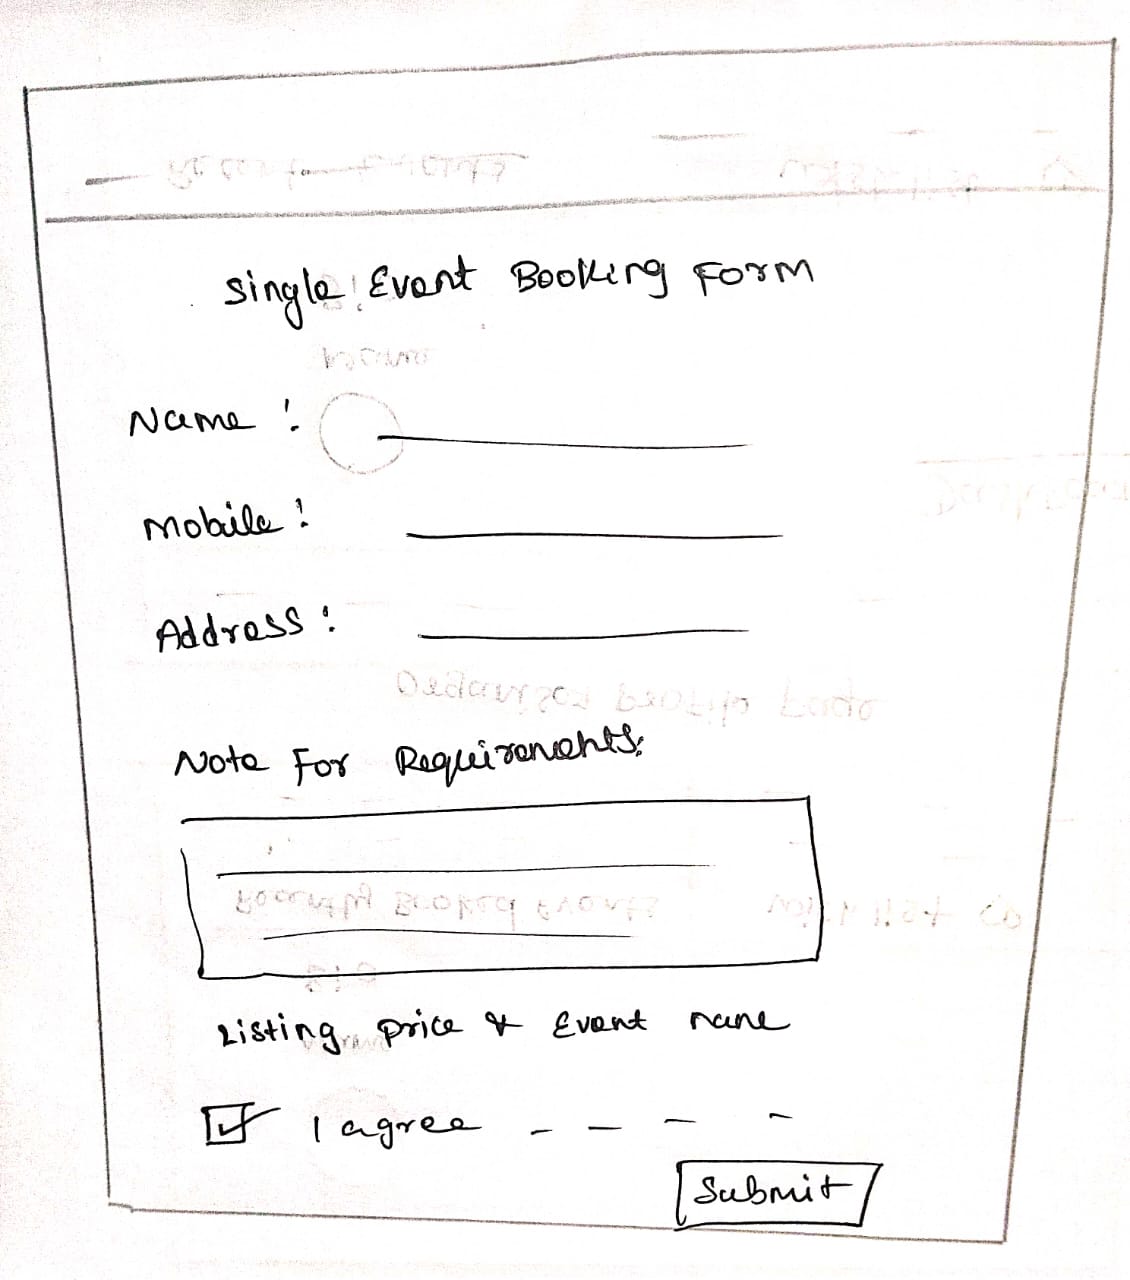 Single Event Booking Form
Name :
Mobile :
Address :
Note For Requirements:
Listing price & Event name
I agree - - - -
Submit